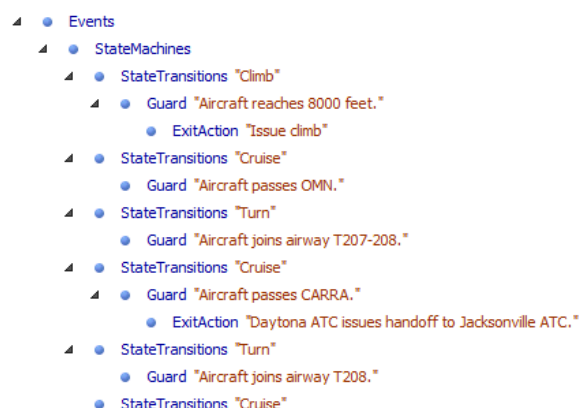 Events
StateMachines
StateTransitions "Climb"
Guard "Aircraft reaches 8000 feet."
ExitAction "Issue climb"
StateTransitions "Cruise"
Guard "Aircraft passes OMN."
StateTransitions "Turn"
Guard "Aircraft joins airway T207-208."
StateTransitions "Cruise"
Guard "Aircraft passes CARRA."
ExitAction "Daytona ATC issues handoff to Jacksonville ATC."
StateTransitions "Turn"
Guard "Aircraft joins airway T208."
StateTransitions "Cruise"